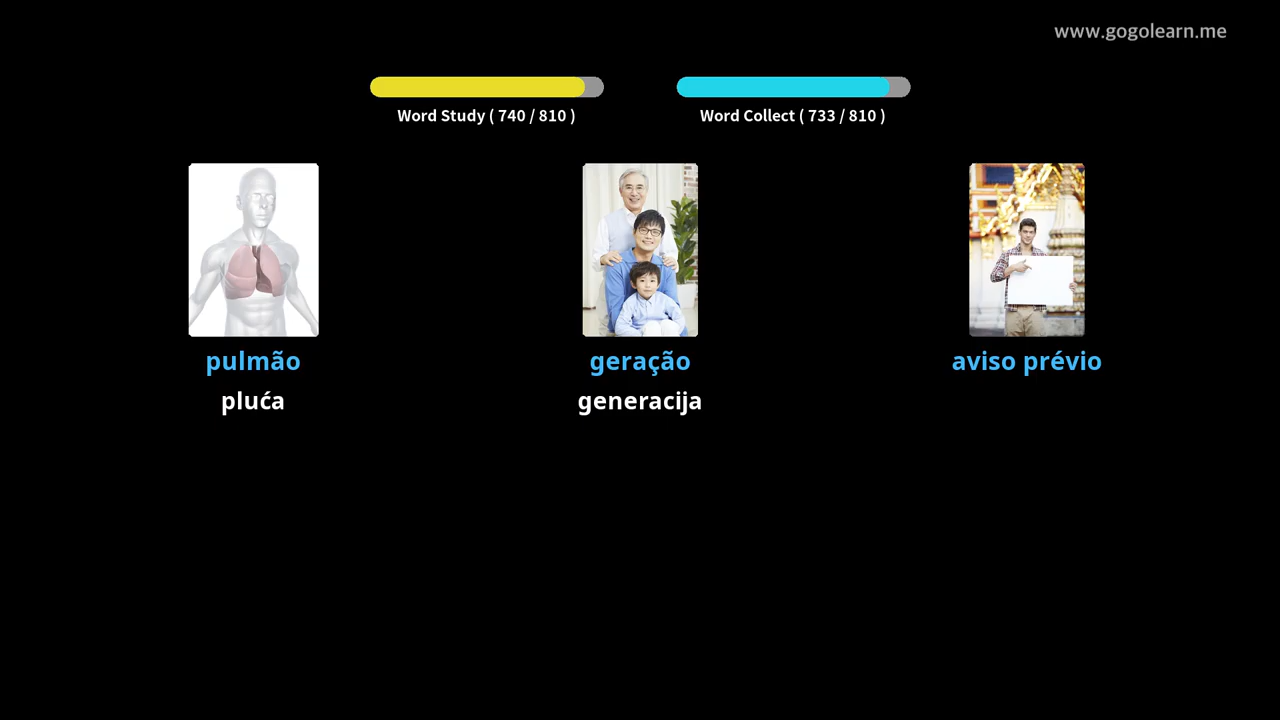 www.gogolearn.me
Word Study ( 740 / 810 )
Word Collect ( 733 / 810 )
pulmão
geração
aviso prévio
pluća
generacija